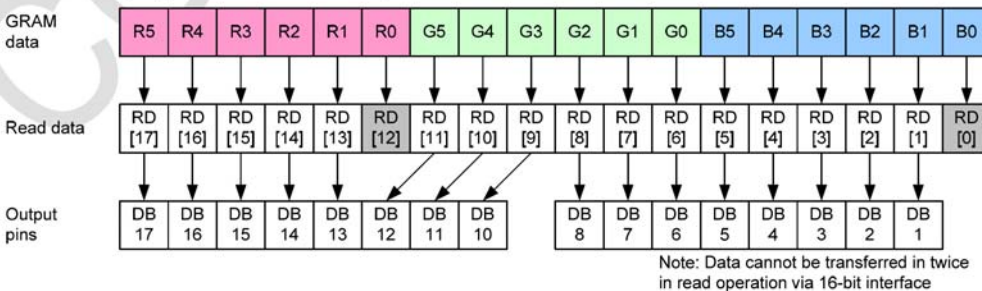 GRAM data R5 R4 R3 R2 R1 R0 G5 G4 G3 G2 G1 G0 B5 B4 B3 B2 B1 B0
Read data RD [17] RD [16] RD [15] RD [14] RD [13] RD [12] RD [11] RD [10] RD [9] RD [8] RD [7] RD [6] RD [5] RD [4] RD [3] RD [2] RD [1] RD [0]
Output pins DB 17 DB 16 DB 15 DB 14 DB 13 DB 12 DB 11 DB 10 DB 8 DB 7 DB 6 DB 5 DB 4 DB 3 DB 2 DB 1
Note: Data cannot be transferred in twice
in read operation via 16-bit interface